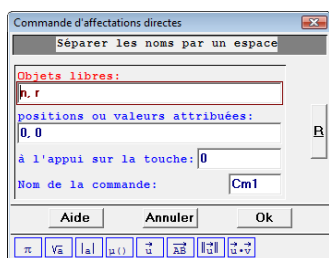 Commande d'affectations directes
Séparer les noms par un espace
Objets libres:
n, r
positions ou valeurs attribuées:
0, 0
R
à l'appui sur la touche: 0
Nom de la commande: Cm1
Aide Annuler Ok
π √a |a| μ() u AB ||u|| u·v